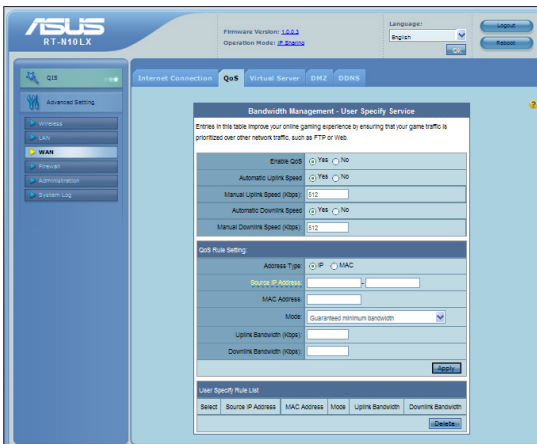 ASUS
RT-N10LX
Firmware Version: 1.0.0.3
Operation Mode: IP Sharing
Language:
English
OK
Logout
Reboot
QIS
Advanced Setting
Wireless
LAN
WAN
Firewall
Administration
System Log
Internet Connection QoS Virtual Server DMZ DDNS
Bandwidth Management - User Specify Service
Entries in this table improve your online gaming experience by ensuring that your game traffic is
prioritized over other network traffic, such as FTP or Web.
Enable QoS Yes No
Automatic Uplink Speed Yes No
Manual Uplink Speed (Kbps): 512
Automatic Downlink Speed Yes No
Manual Downlink Speed (Kbps): 512
QoS Rule Setting:
Address Type: IP MAC
Source IP Address: -
MAC Address:
Mode: Guaranteed minimum bandwidth
Uplink Bandwidth (Kbps):
Downlink Bandwidth (Kbps):
Apply
User Specify Rule List
Select Source IP Address MAC Address Mode Uplink Bandwidth Downlink Bandwidth
Delete